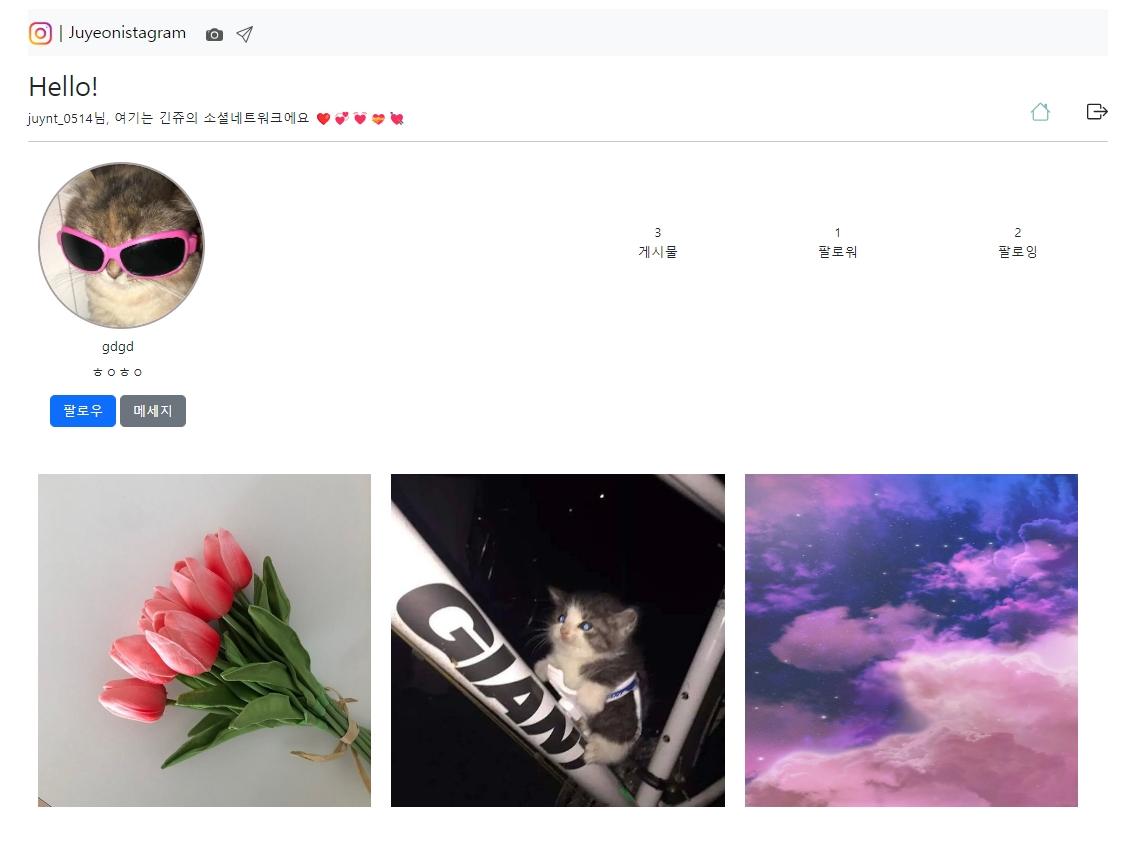 | Juyeonistagram
Hello!
juynt_0514님, 여기는 긴쥬의 소셜네트워크에요 ❤️ 💞 💓 💝 💘
3
게시물
1
팔로워
2
팔로잉
gdgd
ㅎㅇㅎㅇ
팔로우 메세지
GIANT